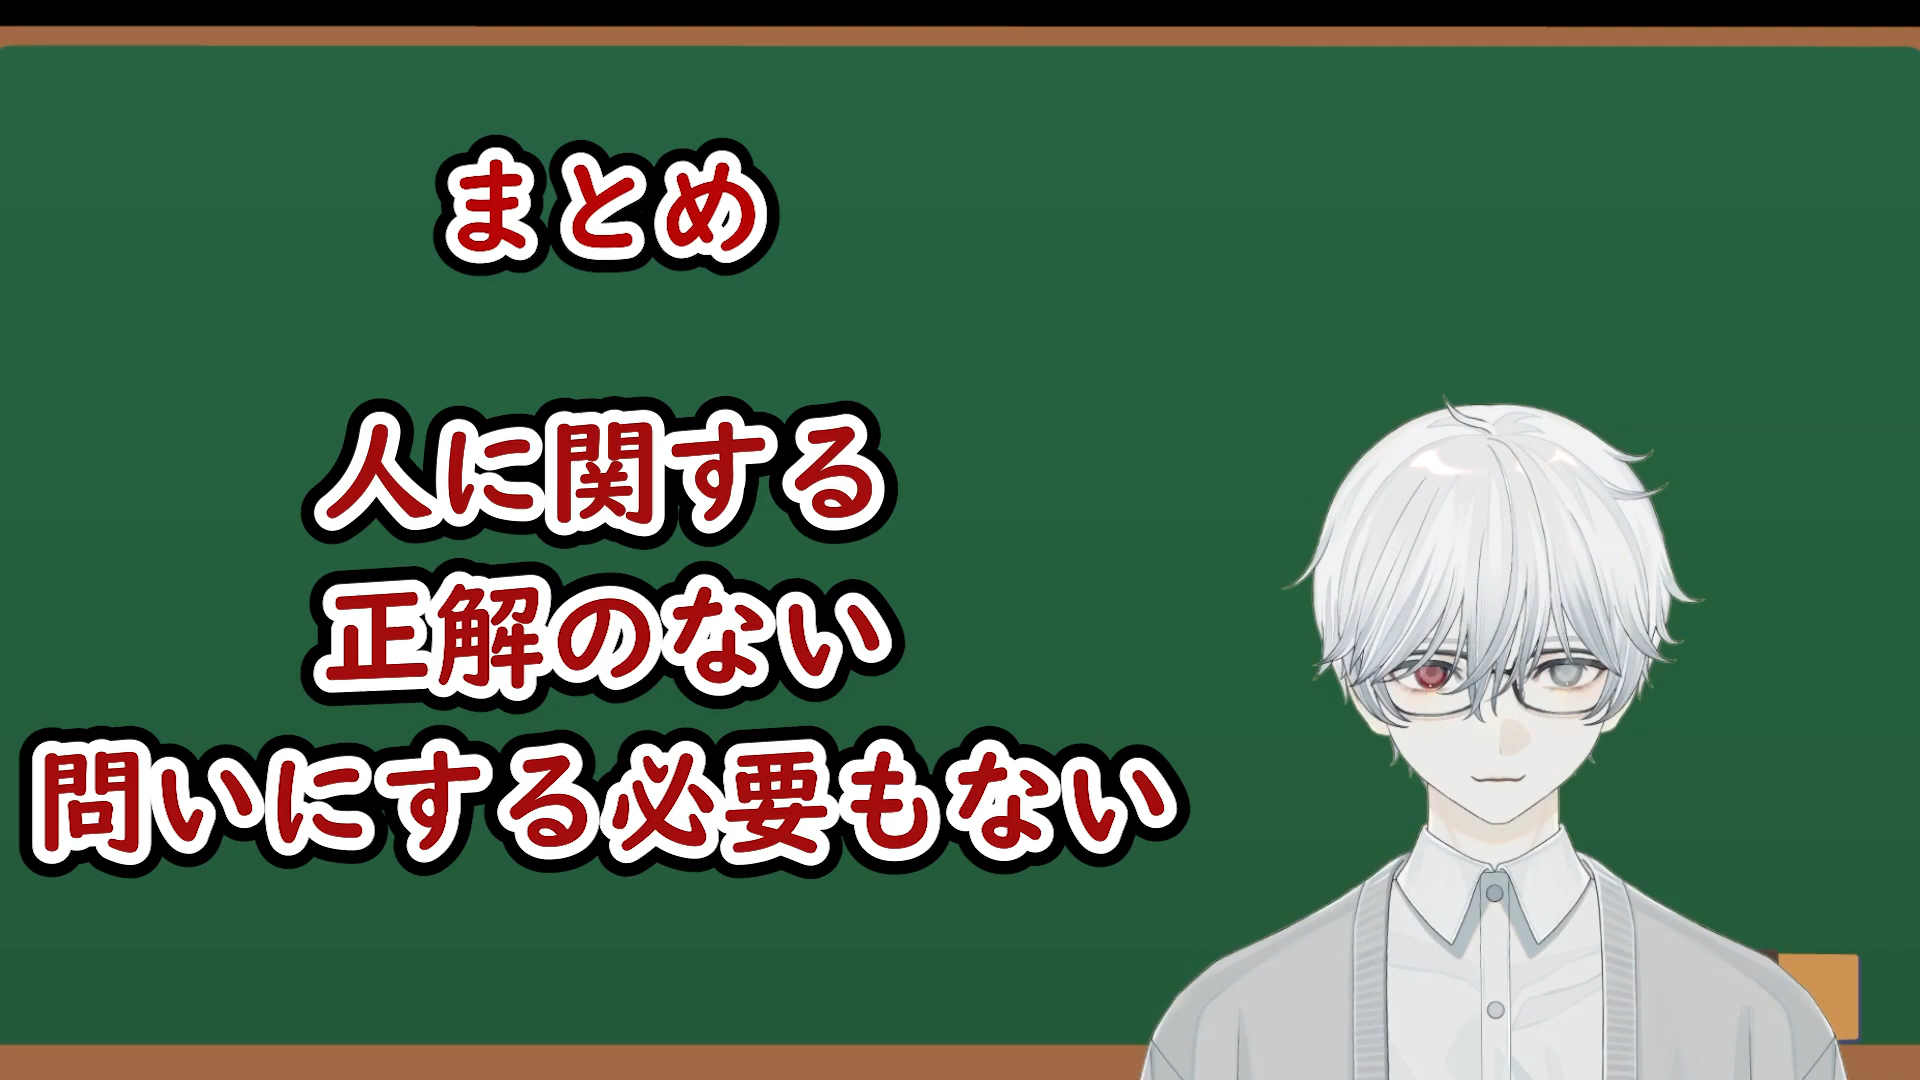 まとめ
人に関する
正解のない
問いにする必要もない